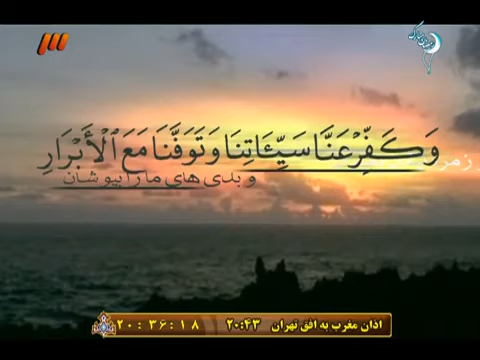 وَكَفِّرْ عَنَّا سَيِّئَاتِنَا وَتَوَفَّنَا مَعَ الْأَبْرَارِ
و بدی های ما را بپوشان
اذان مغرب به افق تهران ۲۰:۴۳ ۲۰:۳۶:۱۸